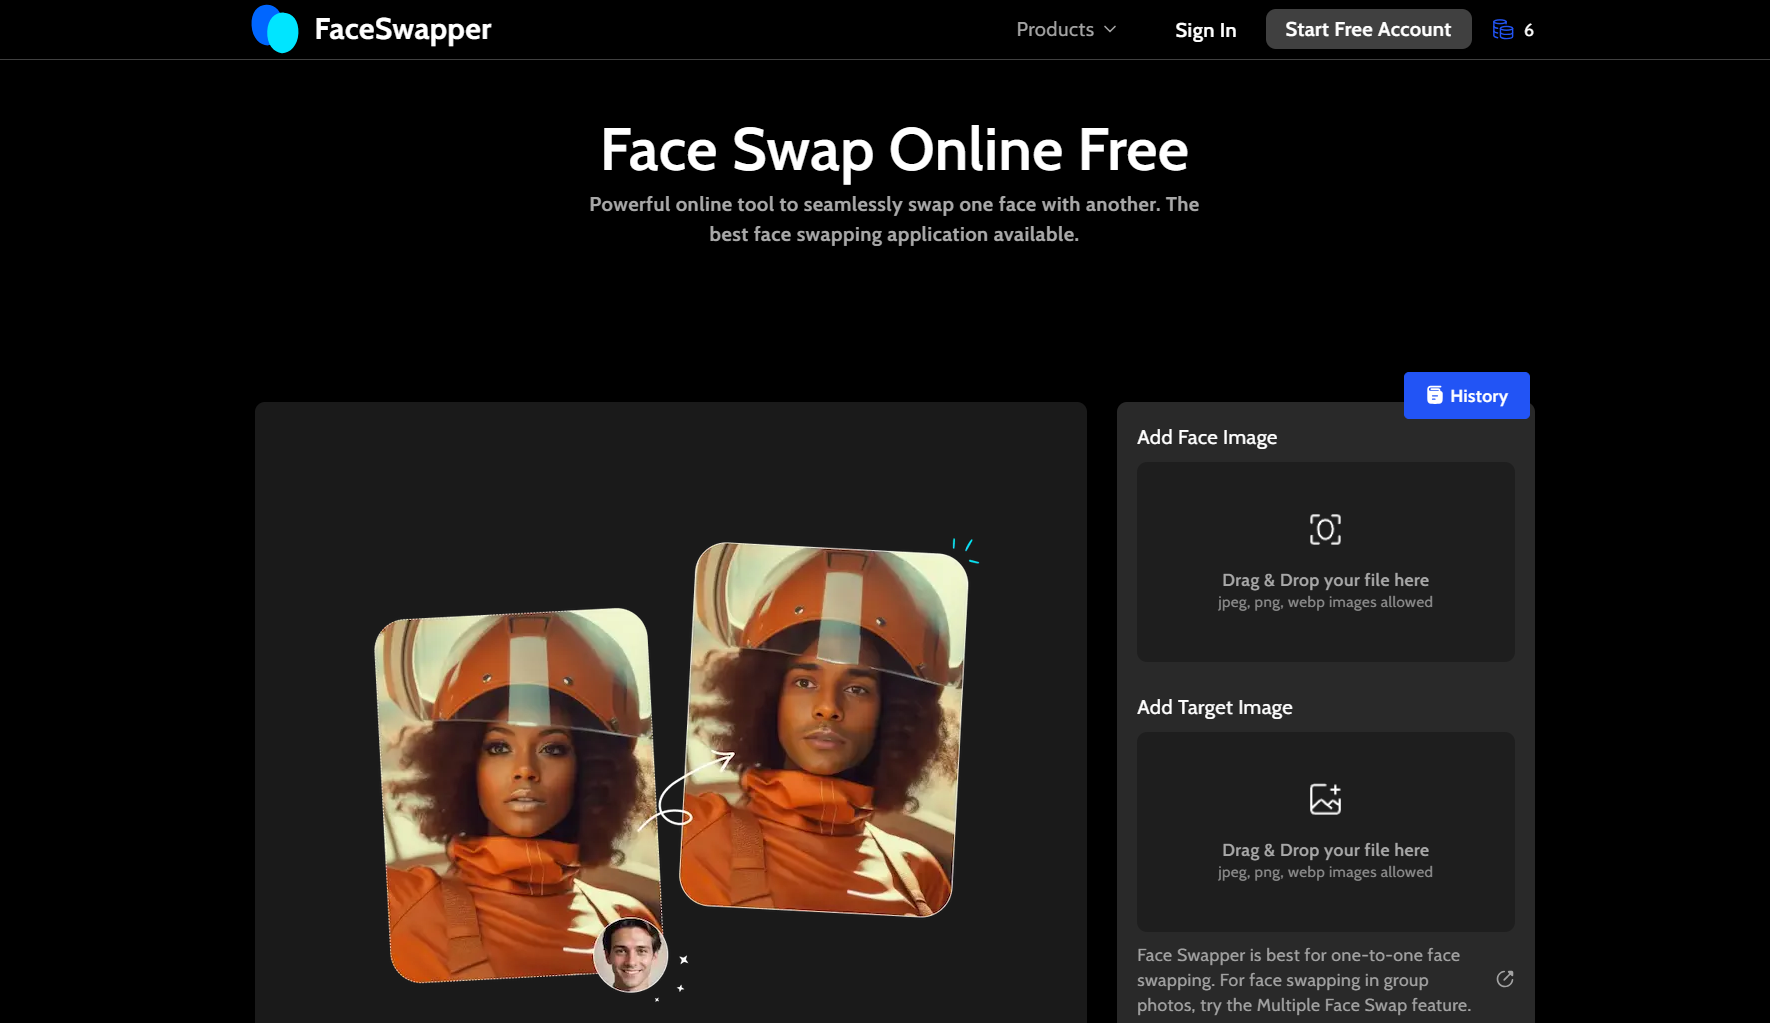 FaceSwapper
Products
Sign In
Start Free Account
6
Face Swap Online Free
Powerful online tool to seamlessly swap one face with another. The
best face swapping application available.
History
Add Face Image
Drag & Drop your file here
jpeg, png, webp images allowed
Add Target Image
Drag & Drop your file here
jpeg, png, webp images allowed
Face Swapper is best for one-to-one face
swapping. For face swapping in group
photos, try the Multiple Face Swap feature.